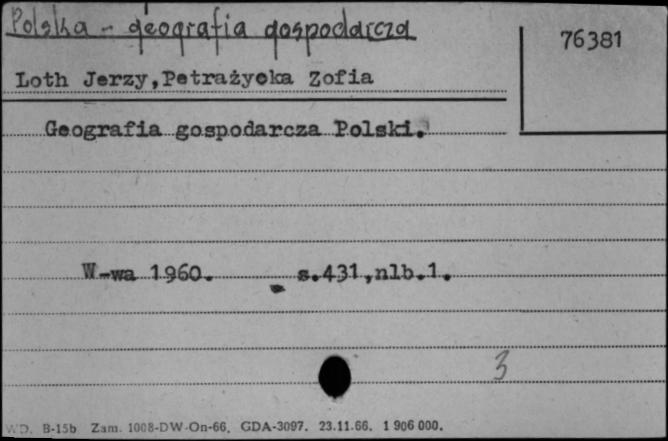 Polska - geografia gospodarcza
76381
Loth Jerzy,Petrażycka Zofia
Geografia gospodarcza Polski.
W-wa 1960. s.431,nlb.1.
3
WD. B-15b Zam. 1008-DW-On-66. GDA-3097. 23.11.66. 1 906 000.